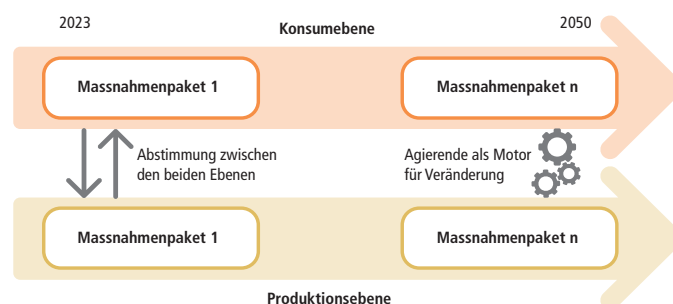 2023
Konsumebene
2050
Massnahmenpaket 1
Massnahmenpaket n
Abstimmung zwischen
den beiden Ebenen
Agierende als Motor
für Veränderung
Massnahmenpaket 1
Massnahmenpaket n
Produktionsebene